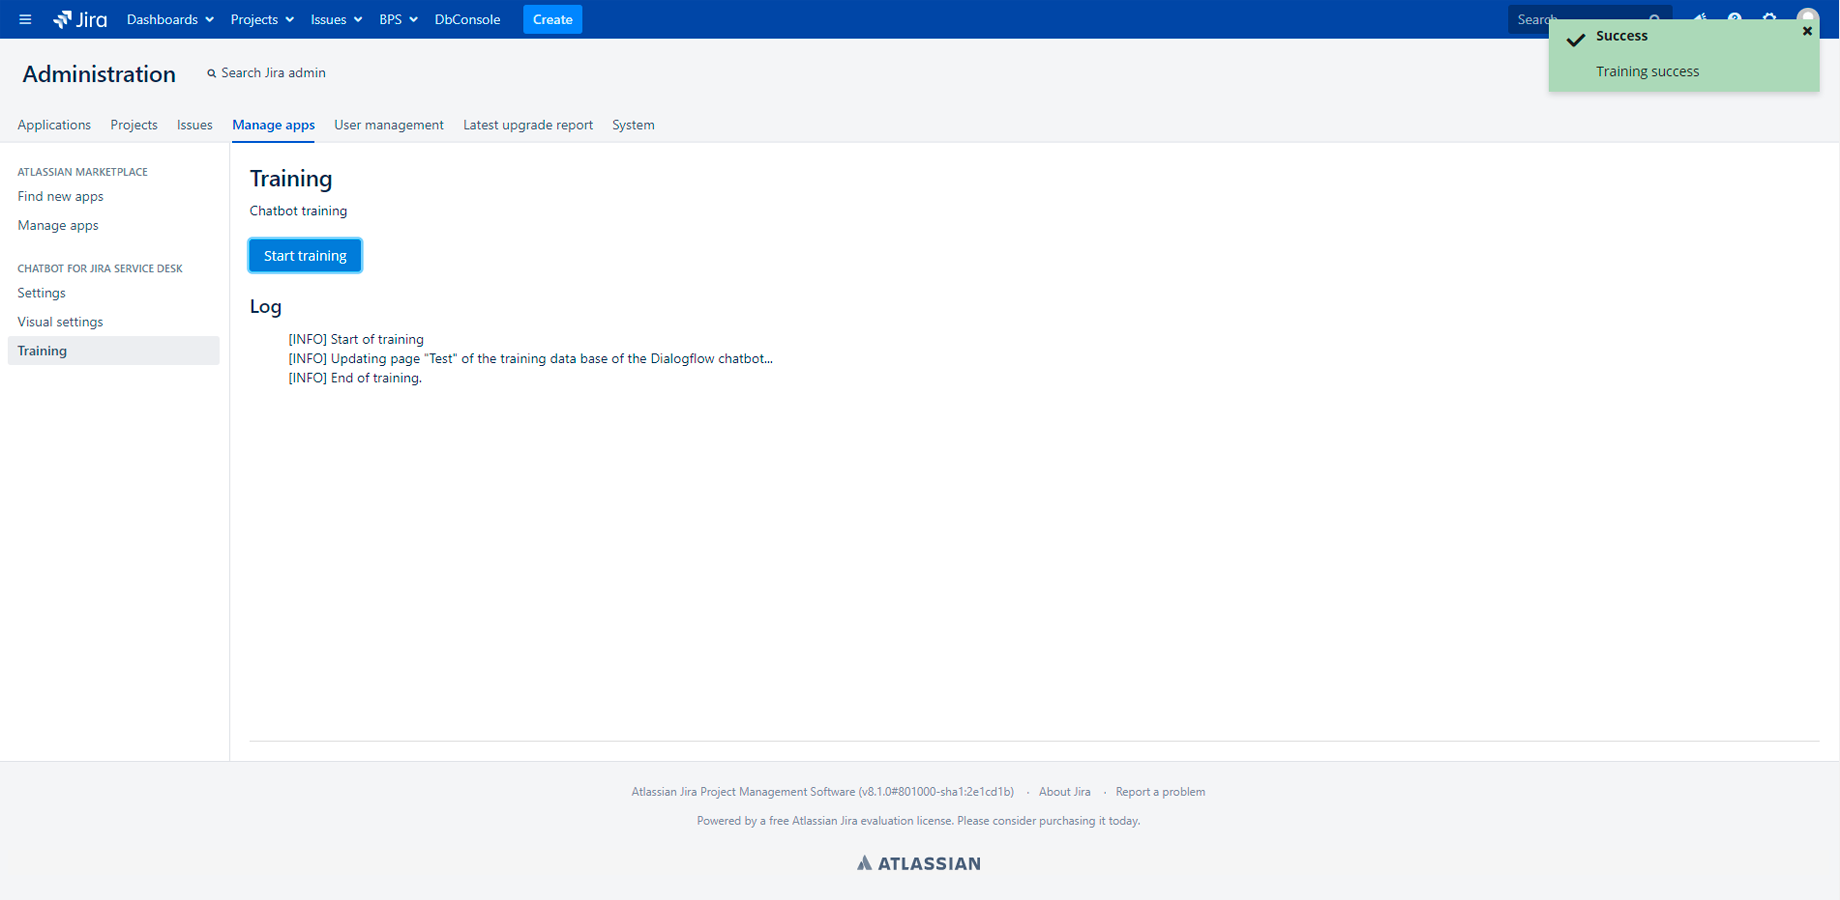 Jira Dashboards Projects Issues BPS DbConsole Create Search
Success
Training success
Administration Search Jira admin
Applications Projects Issues Manage apps User management Latest upgrade report System
ATLASSIAN MARKETPLACE
Find new apps
Manage apps
CHATBOT FOR JIRA SERVICE DESK
Settings
Visual settings
Training
Training
Chatbot training
Start training
Log
[INFO] Start of training
[INFO] Updating page "Test" of the training data base of the Dialogflow chatbot...
[INFO] End of training.
Atlassian Jira Project Management Software (v8.1.0#801000-sha1:2e1cd1b) · About Jira · Report a problem
Powered by a free Atlassian Jira evaluation license. Please consider purchasing it today.
ATLASSIAN